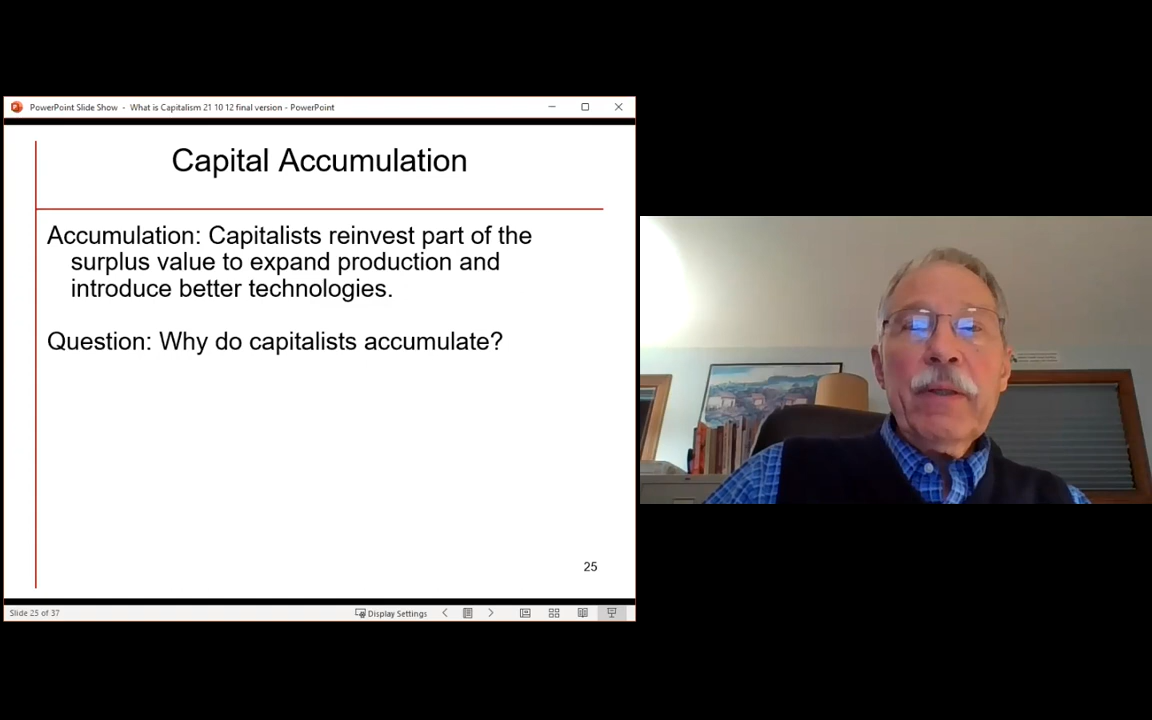 PowerPoint Slide Show - What is Capitalism 21 10 12 final version - PowerPoint
Capital Accumulation
Accumulation: Capitalists reinvest part of the
surplus value to expand production and
introduce better technologies.
Question: Why do capitalists accumulate?
25
Slide 25 of 37
Display Settings